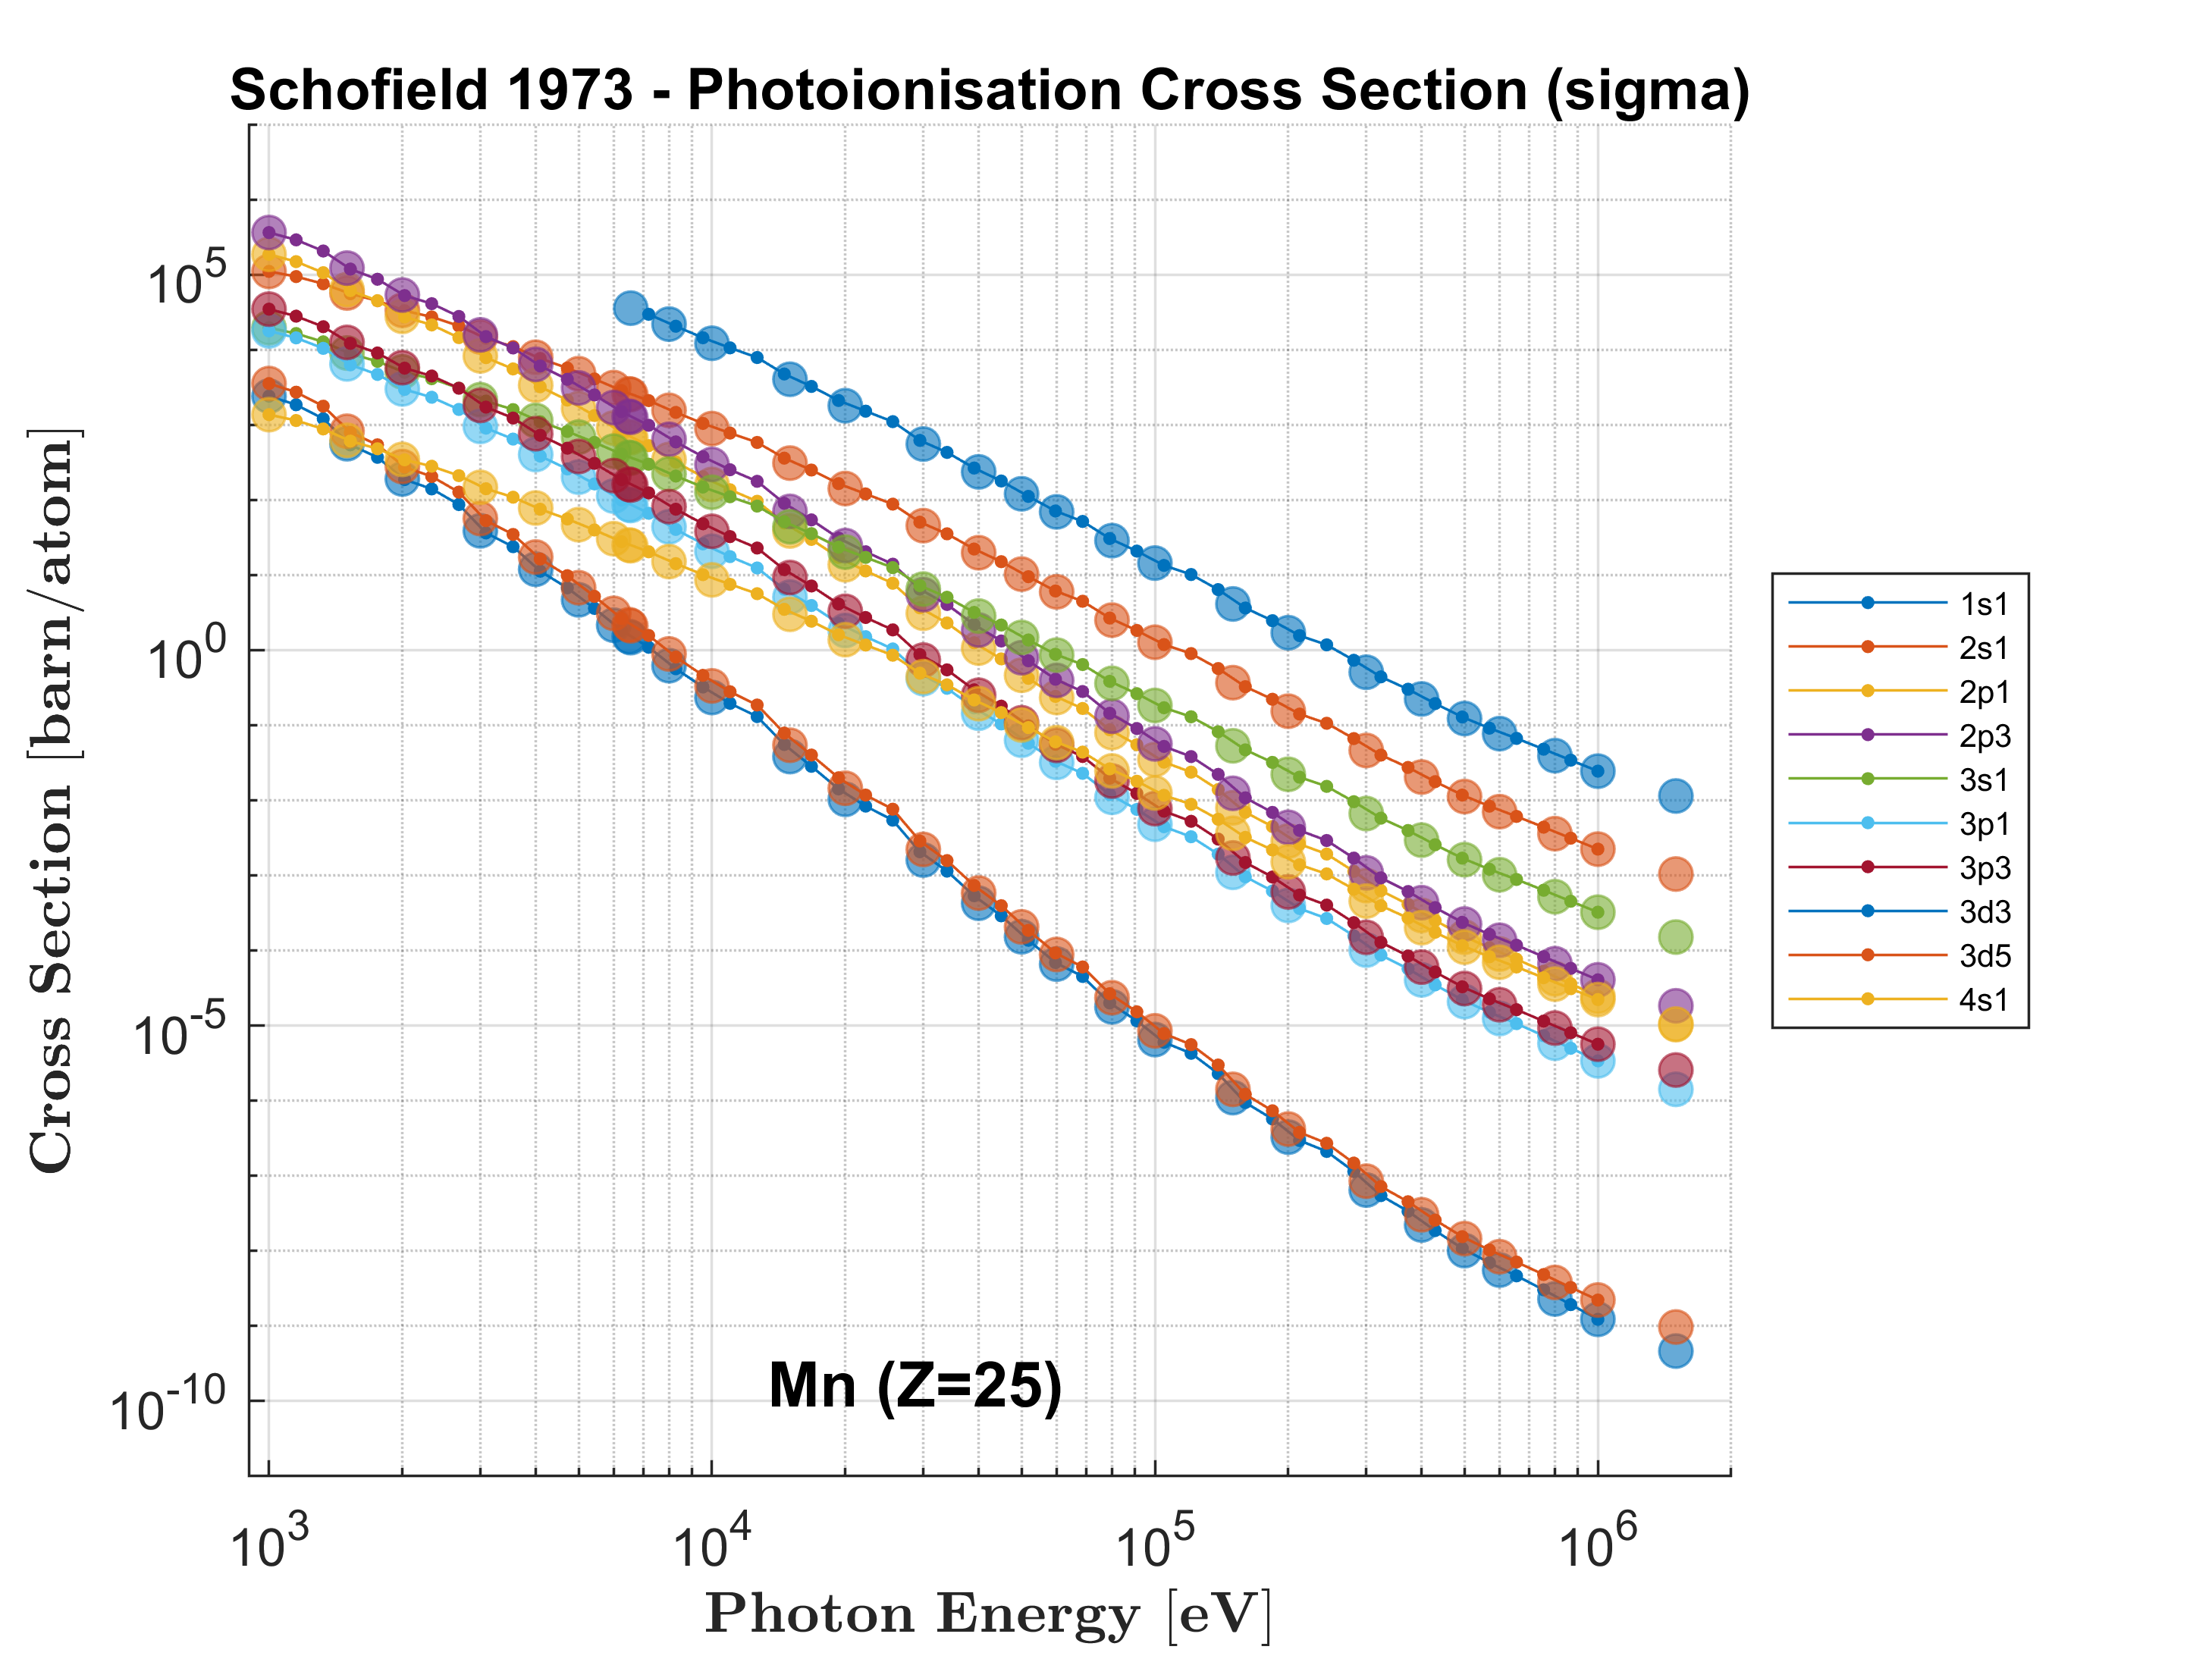 Schofield 1973 - Photoionisation Cross Section (sigma)
10^5
10^0
10^-5
10^-10
Cross Section [barn/atom]
Mn (Z=25)
10^3 10^4 10^5 10^6
Photon Energy [eV]
1s1
2s1
2p1
2p3
3s1
3p1
3p3
3d3
3d5
4s1